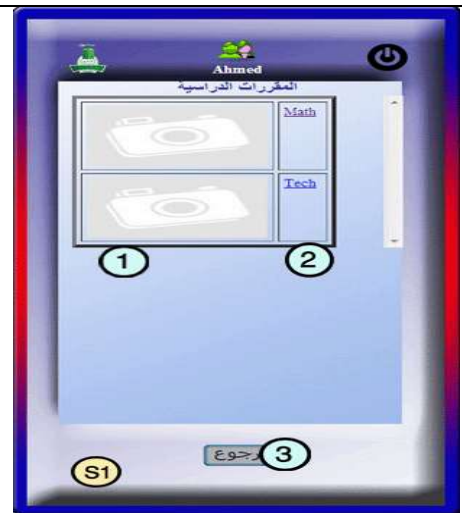 Ahmed
المقررات الدراسية
Math
Tech
1 2
رجوع 3
S1